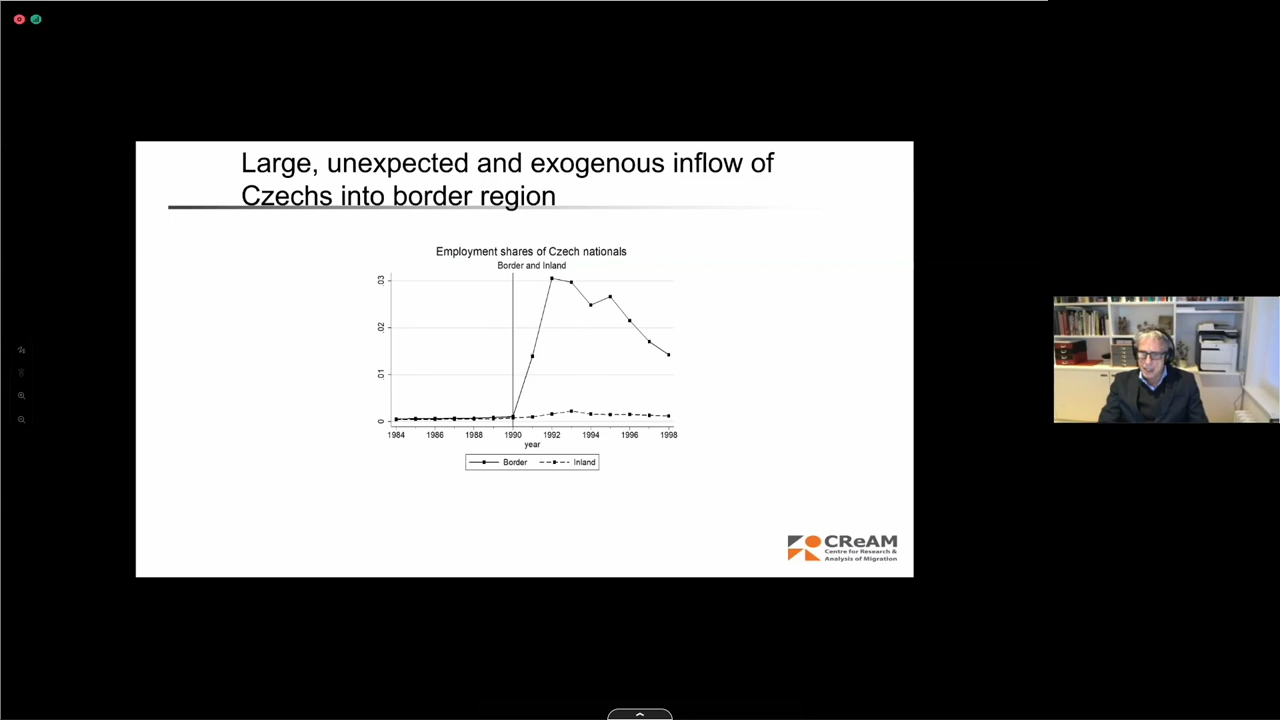 Large, unexpected and exogenous inflow of
Czechs into border region
Employment shares of Czech nationals
Border and Inland
.03
.02
.01
0
1984 1986 1988 1990 1992 1994 1996 1998
year
Border Inland
CReAM
Centre for Research &
Analysis of Migration